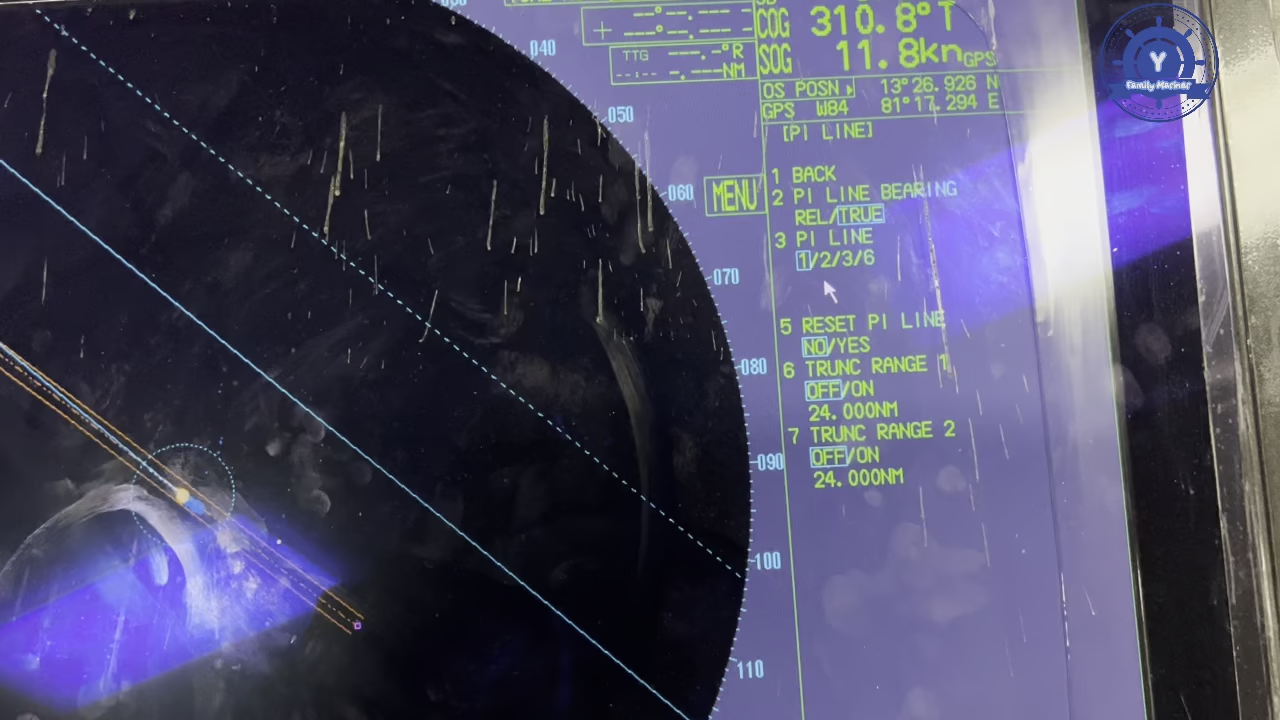 COG 310.8°T
SOG 11.8kn GPS
+ ---°--.---
---°--.---
TTG ---.-°R
--:-- -.---NM
OS POSN▸ 13°26.926 N
GPS W84 81°17.294 E
[PI LINE]
1 BACK
2 PI LINE BEARING
REL/TRUE
3 PI LINE
1/2/3/6
5 RESET PI LINE
NO/YES
6 TRUNC RANGE 1
OFF/ON
24.000NM
7 TRUNC RANGE 2
OFF/ON
24.000NM
MENU
040
050
060
070
080
090
100
110
Y
Family Mariner